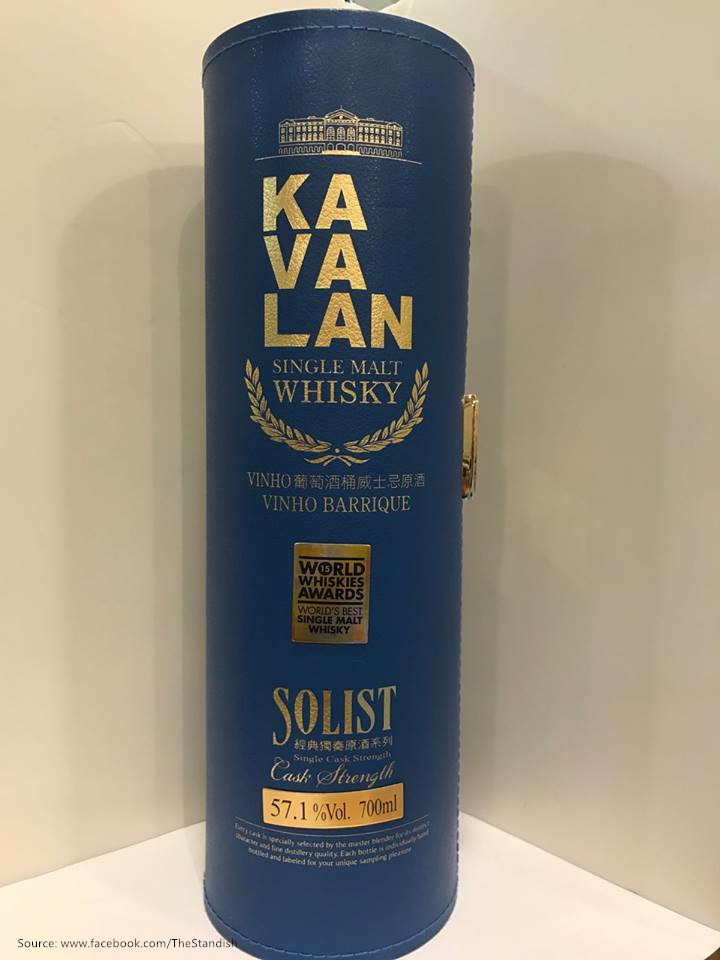 KA
VA
LAN
SINGLE MALT
WHISKY
VINHO 葡萄酒桶威士忌原酒
VINHO BARRIQUE
WORLD
15
WHISKIES
AWARDS
WORLD'S BEST
SINGLE MALT
WHISKY
SOLIST
經典獨奏原酒系列
Single Cask Strength
Cask Strength
57.1 %Vol. 700ml
Every cask is specially selected by the master blender for its distinct
character and fine distillery quality. Each bottle is individually hand
bottled and labeled for your unique sampling pleasure.
Source: www.facebook.com/TheStandish